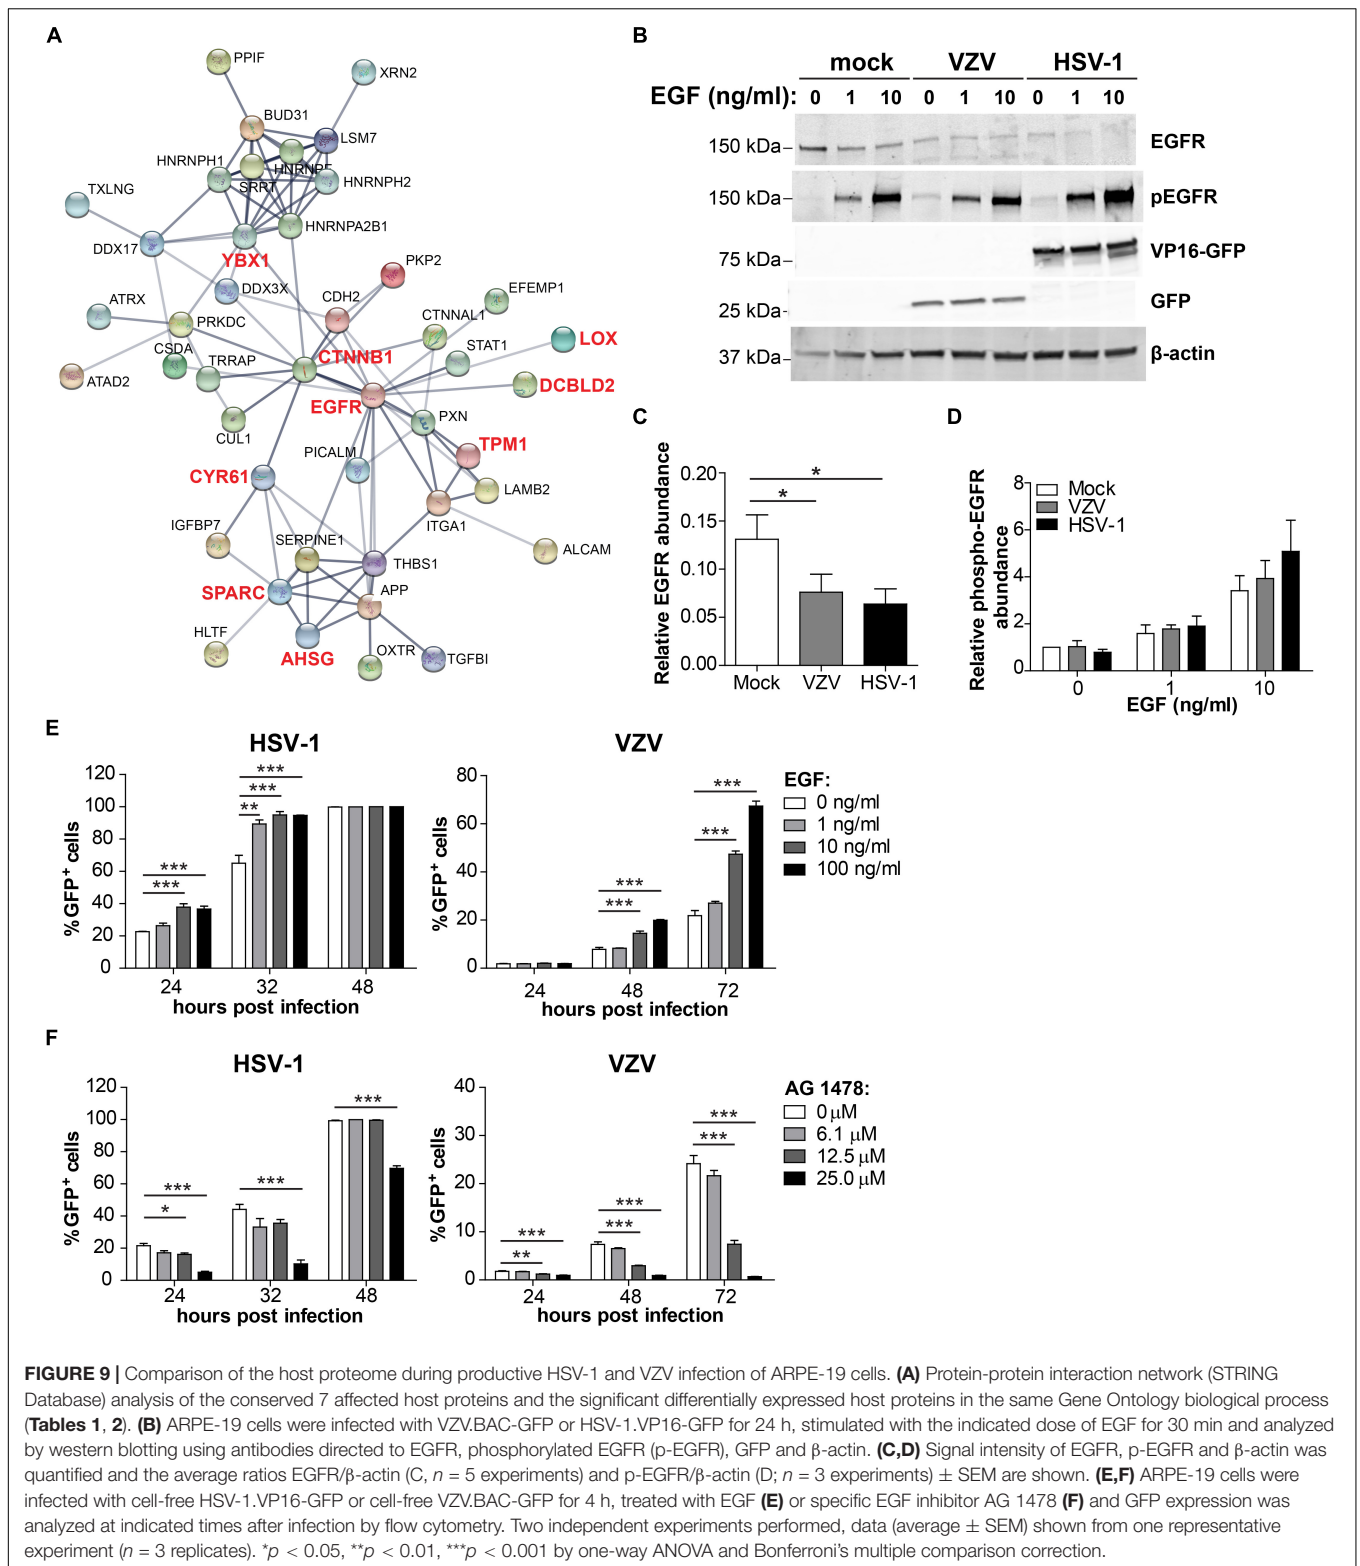 A
PPIF
XRN2
BUD31
LSM7
HNRNPH1
HNRNPF
SRRT
HNRNPH2
TXLNG
HNRNPA2B1
DDX17
YBX1
PKP2
DDX3X
CDH2
EFEMP1
ATRX
CTNNAL1
PRKDC
LOX
CSDA
TRRAP
CTNNB1
STAT1
ATAD2
DCBLD2
EGFR
PXN
CUL1
TPM1
PICALM
CYR61
LAMB2
IGFBP7
ITGA1
SERPINE1
ALCAM
THBS1
SPARC
APP
HLTF
AHSG
OXTR
TGFBI
B
mock VZV HSV-1
EGF (ng/ml): 0 1 10 0 1 10 0 1 10
150 kDa EGFR
150 kDa pEGFR
75 kDa VP16-GFP
25 kDa GFP
37 kDa β-actin
C
Relative EGFR abundance
0.20
0.15
0.10
0.05
0.00
*
*
Mock VZV HSV-1
D
Relative phospho-EGFR
abundance
8
6
4
2
0
Mock
VZV
HSV-1
0 1 10
EGF (ng/ml)
E
HSV-1
%GFP+ cells
120
100
80
60
40
20
0
***
***
***
***
**
24 32 48
hours post infection
VZV
%GFP+ cells
80
60
40
20
0
***
***
***
***
24 48 72
hours post infection
EGF:
0 ng/ml
1 ng/ml
10 ng/ml
100 ng/ml
F
HSV-1
%GFP+ cells
120
100
80
60
40
20
0
***
*
***
***
24 32 48
hours post infection
VZV
%GFP+ cells
40
30
20
10
0
***
**
***
***
***
***
24 48 72
hours post infection
AG 1478:
0 µM
6.1 µM
12.5 µM
25.0 µM
FIGURE 9 | Comparison of the host proteome during productive HSV-1 and VZV infection of ARPE-19 cells. (A) Protein-protein interaction network (STRING
Database) analysis of the conserved 7 affected host proteins and the significant differentially expressed host proteins in the same Gene Ontology biological process
(Tables 1, 2). (B) ARPE-19 cells were infected with VZV.BAC-GFP or HSV-1.VP16-GFP for 24 h, stimulated with the indicated dose of EGF for 30 min and analyzed
by western blotting using antibodies directed to EGFR, phosphorylated EGFR (p-EGFR), GFP and β-actin. (C,D) Signal intensity of EGFR, p-EGFR and β-actin was
quantified and the average ratios EGFR/β-actin (C, n = 5 experiments) and p-EGFR/β-actin (D; n = 3 experiments) ± SEM are shown. (E,F) ARPE-19 cells were
infected with cell-free HSV-1.VP16-GFP or cell-free VZV.BAC-GFP for 4 h, treated with EGF (E) or specific EGF inhibitor AG 1478 (F) and GFP expression was
analyzed at indicated times after infection by flow cytometry. Two independent experiments performed, data (average ± SEM) shown from one representative
experiment (n = 3 replicates). *p < 0.05, **p < 0.01, ***p < 0.001 by one-way ANOVA and Bonferroni's multiple comparison correction.